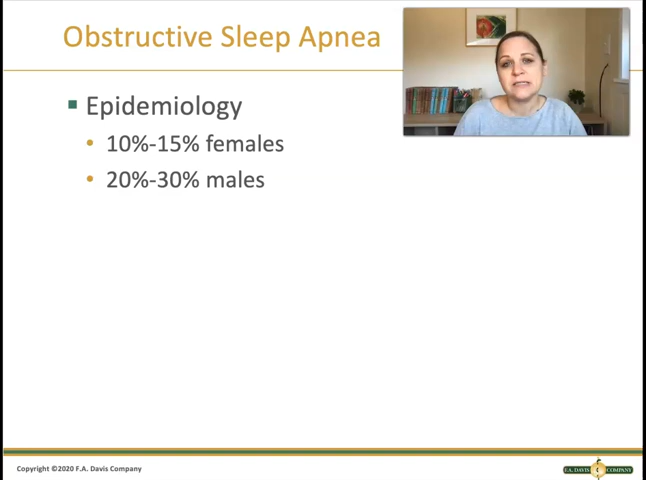 Obstructive Sleep Apnea
Epidemiology
10%-15% females
20%-30% males
Copyright ©2020 F.A. Davis Company
F.A. DAVIS COMPANY